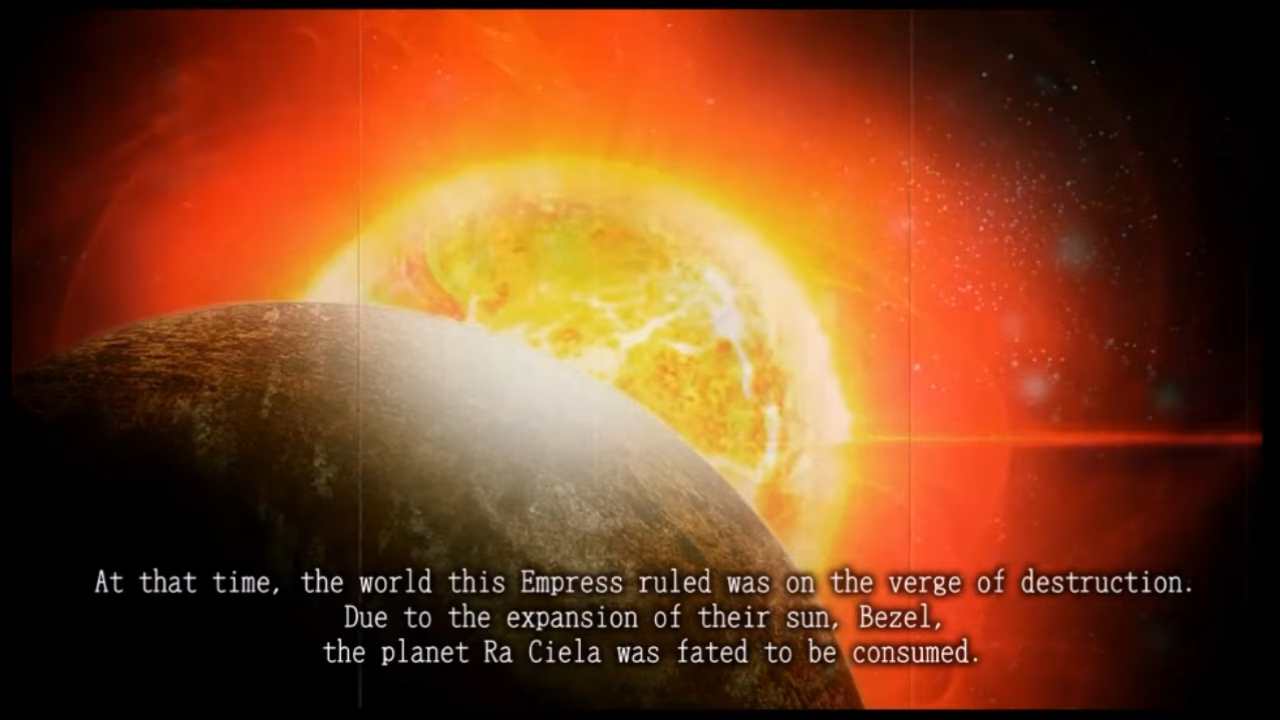 At that time, the world this Empress ruled was on the verge of destruction.
Due to the expansion of their sun, Bezel,
the planet Ra Ciela was fated to be consumed.